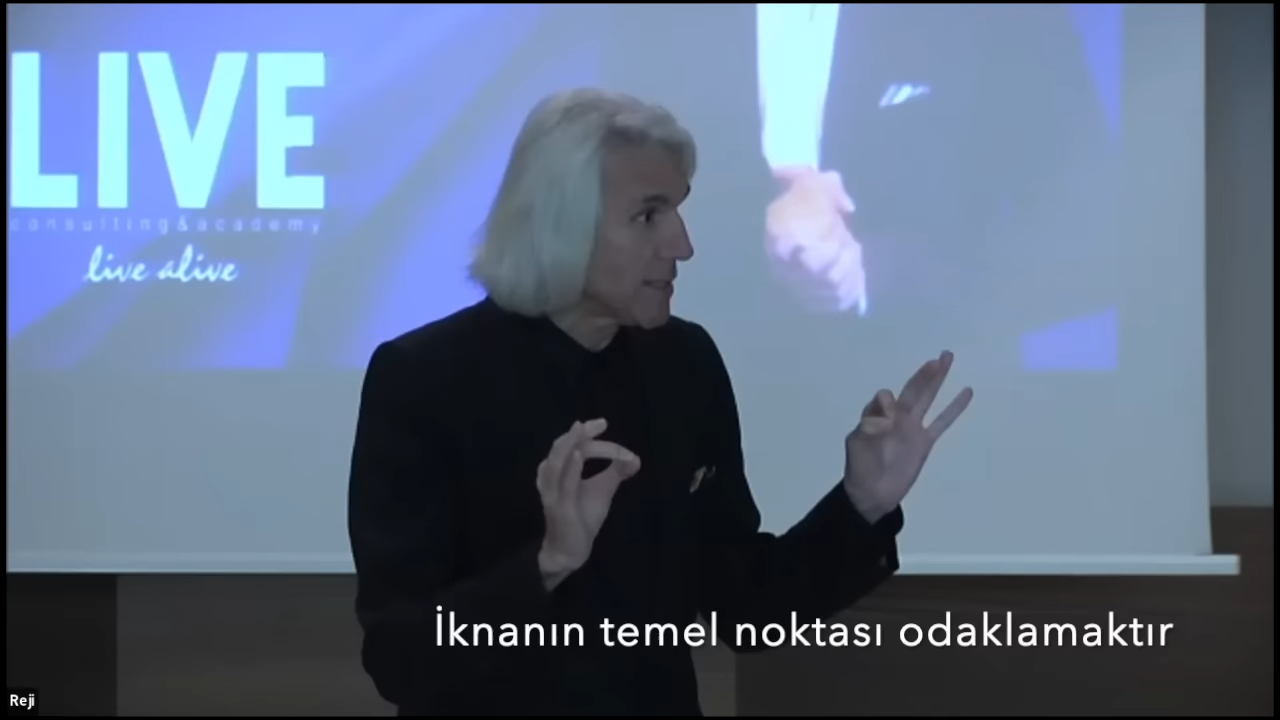 LIVE
consulting&academy
live alive
İknanın temel noktası odaklamaktır
Reji